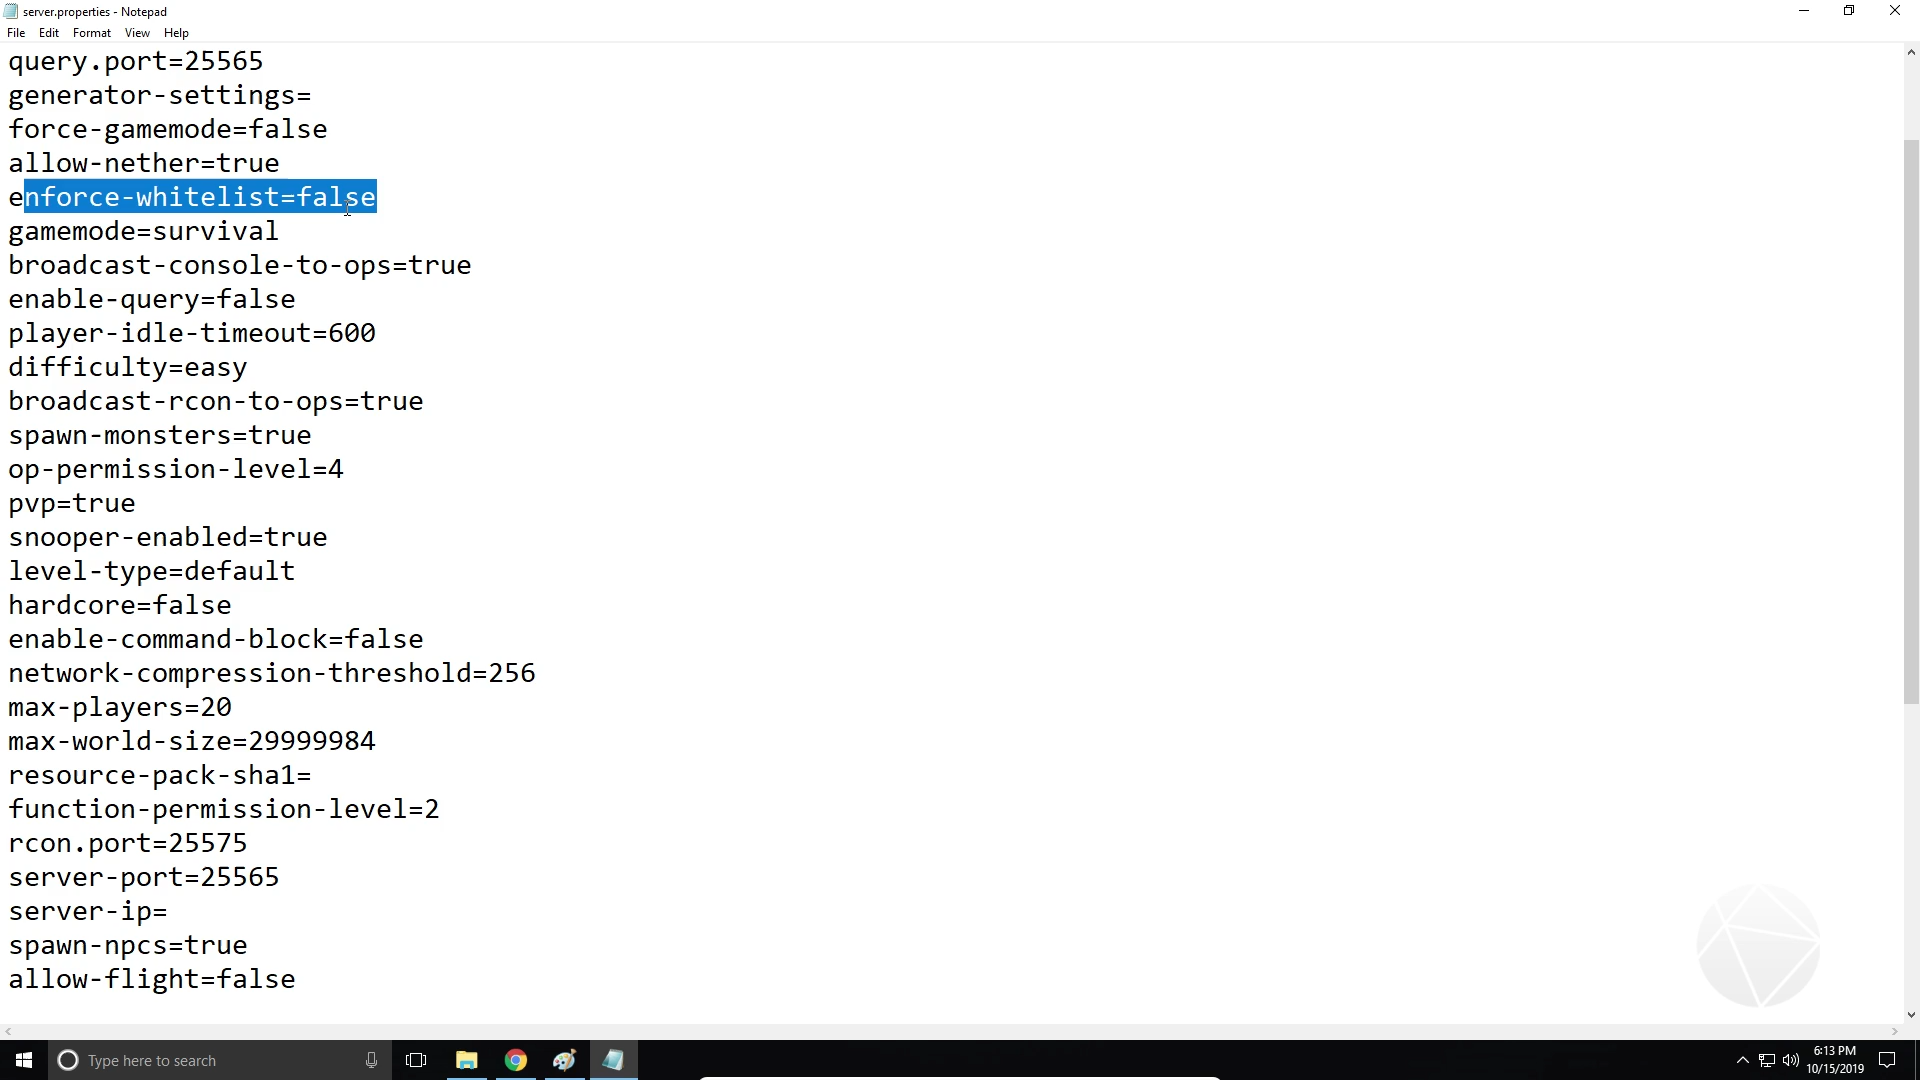 server.properties - Notepad
File Edit Format View Help
query.port=25565
generator-settings=
force-gamemode=false
allow-nether=true
enforce-whitelist=false
gamemode=survival
broadcast-console-to-ops=true
enable-query=false
player-idle-timeout=600
difficulty=easy
broadcast-rcon-to-ops=true
spawn-monsters=true
op-permission-level=4
pvp=true
snooper-enabled=true
level-type=default
hardcore=false
enable-command-block=false
network-compression-threshold=256
max-players=20
max-world-size=29999984
resource-pack-sha1=
function-permission-level=2
rcon.port=25575
server-port=25565
server-ip=
spawn-npcs=true
allow-flight=false
Type here to search
6:13 PM
10/15/2019